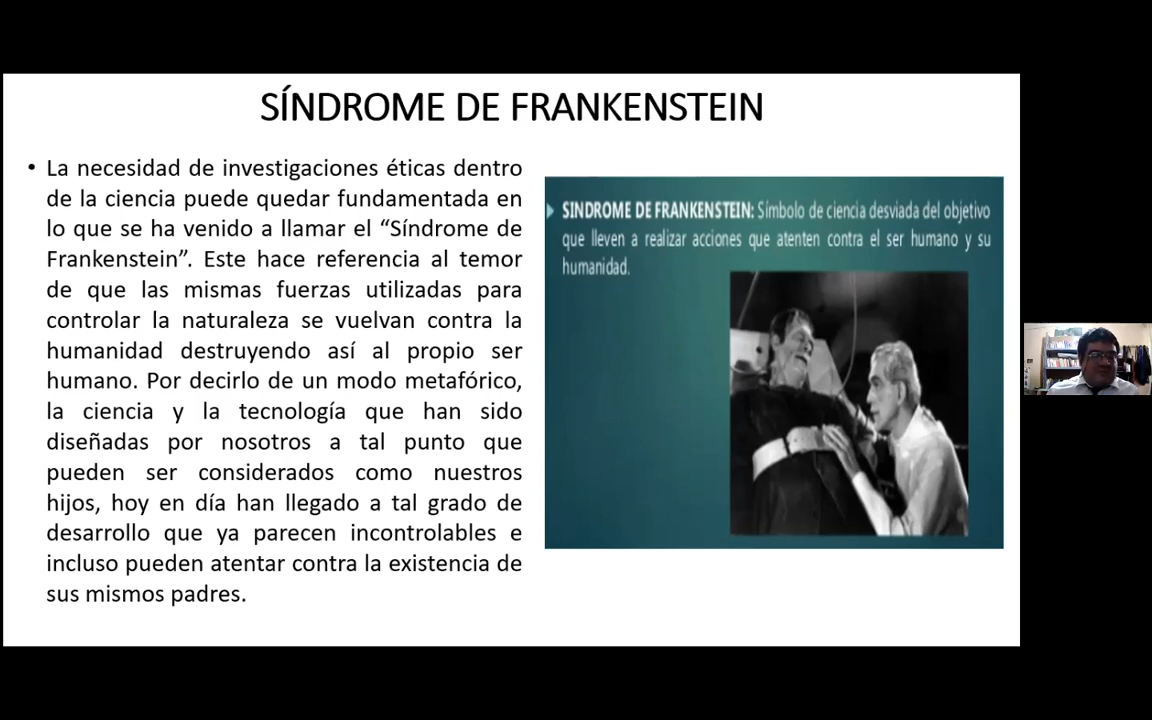 SÍNDROME DE FRANKENSTEIN
• La necesidad de investigaciones éticas dentro
de la ciencia puede quedar fundamentada en
lo que se ha venido a llamar el “Síndrome de
Frankenstein”. Este hace referencia al temor
de que las mismas fuerzas utilizadas para
controlar la naturaleza se vuelvan contra la
humanidad destruyendo así al propio ser
humano. Por decirlo de un modo metafórico,
la ciencia y la tecnología que han sido
diseñadas por nosotros a tal punto que
pueden ser considerados como nuestros
hijos, hoy en día han llegado a tal grado de
desarrollo que ya parecen incontrolables e
incluso pueden atentar contra la existencia de
sus mismos padres.
SINDROME DE FRANKENSTEIN: Símbolo de ciencia desviada del objetivo
que lleven a realizar acciones que atenten contra el ser humano y su
humanidad.